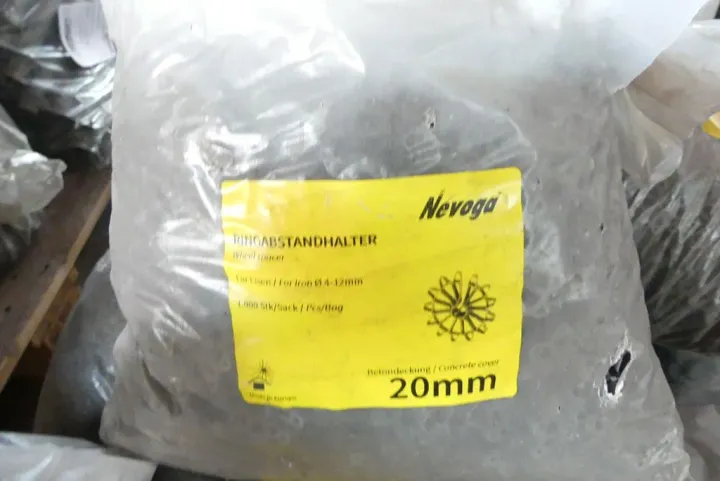 Nevoga
RINGABSTANDHALTER
Wheel spacer
Für Eisen / For Iron Ø 4-12mm
1.000 Stk/Sack / Pcs/Bag
Betondeckung / Concrete cover
20mm